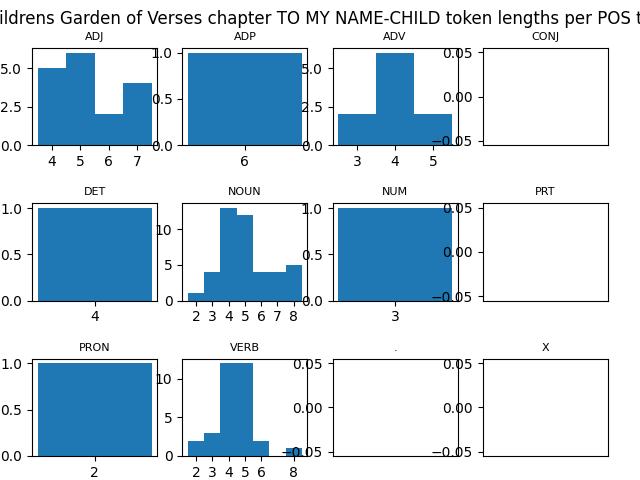 ildrens Garden of Verses chapter TO MY NAME-CHILD token lengths per POS t
ADJ ADP ADV CONJ
5.0 2.5 0.0 4 5 6 7
1.0 0.5 0.0 6
5.0 2.5 0.0 3 4 5
0.05 0.00 −0.05
DET NOUN NUM PRT
1.0 0.5 0.0 4
10 5 0 2 3 4 5 6 7 8
1.0 0.5 0.0 3
0.05 0.00 −0.05
PRON VERB . X
1.0 0.5 0.0 2
10 5 0 2 3 4 5 6 8
0.05 0.00 −0.05
0.05 0.00 −0.05